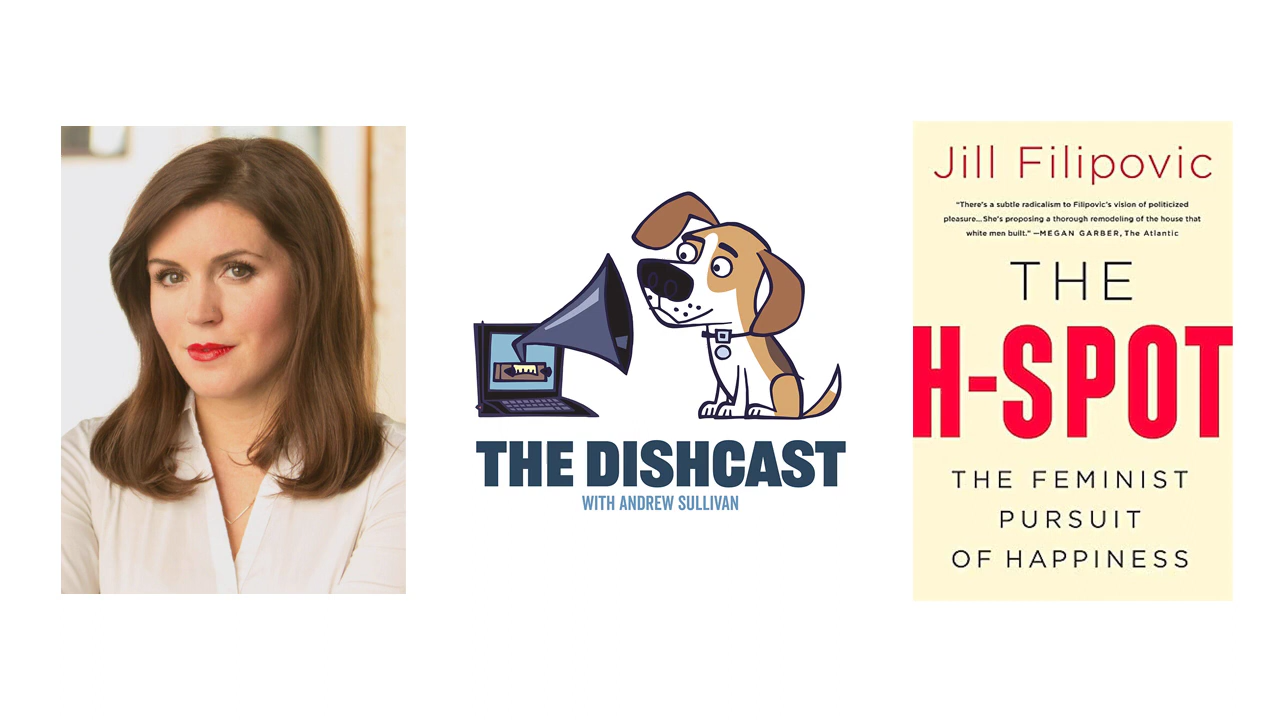 THE DISHCAST
WITH ANDREW SULLIVAN
Jill Filipovic
“There’s a subtle radicalism to Filipovic’s vision of politicized
pleasure...She’s proposing a thorough remodeling of the house that
white men built.” —MEGAN GARBER, The Atlantic
THE
H-SPOT
THE FEMINIST
PURSUIT
OF HAPPINESS